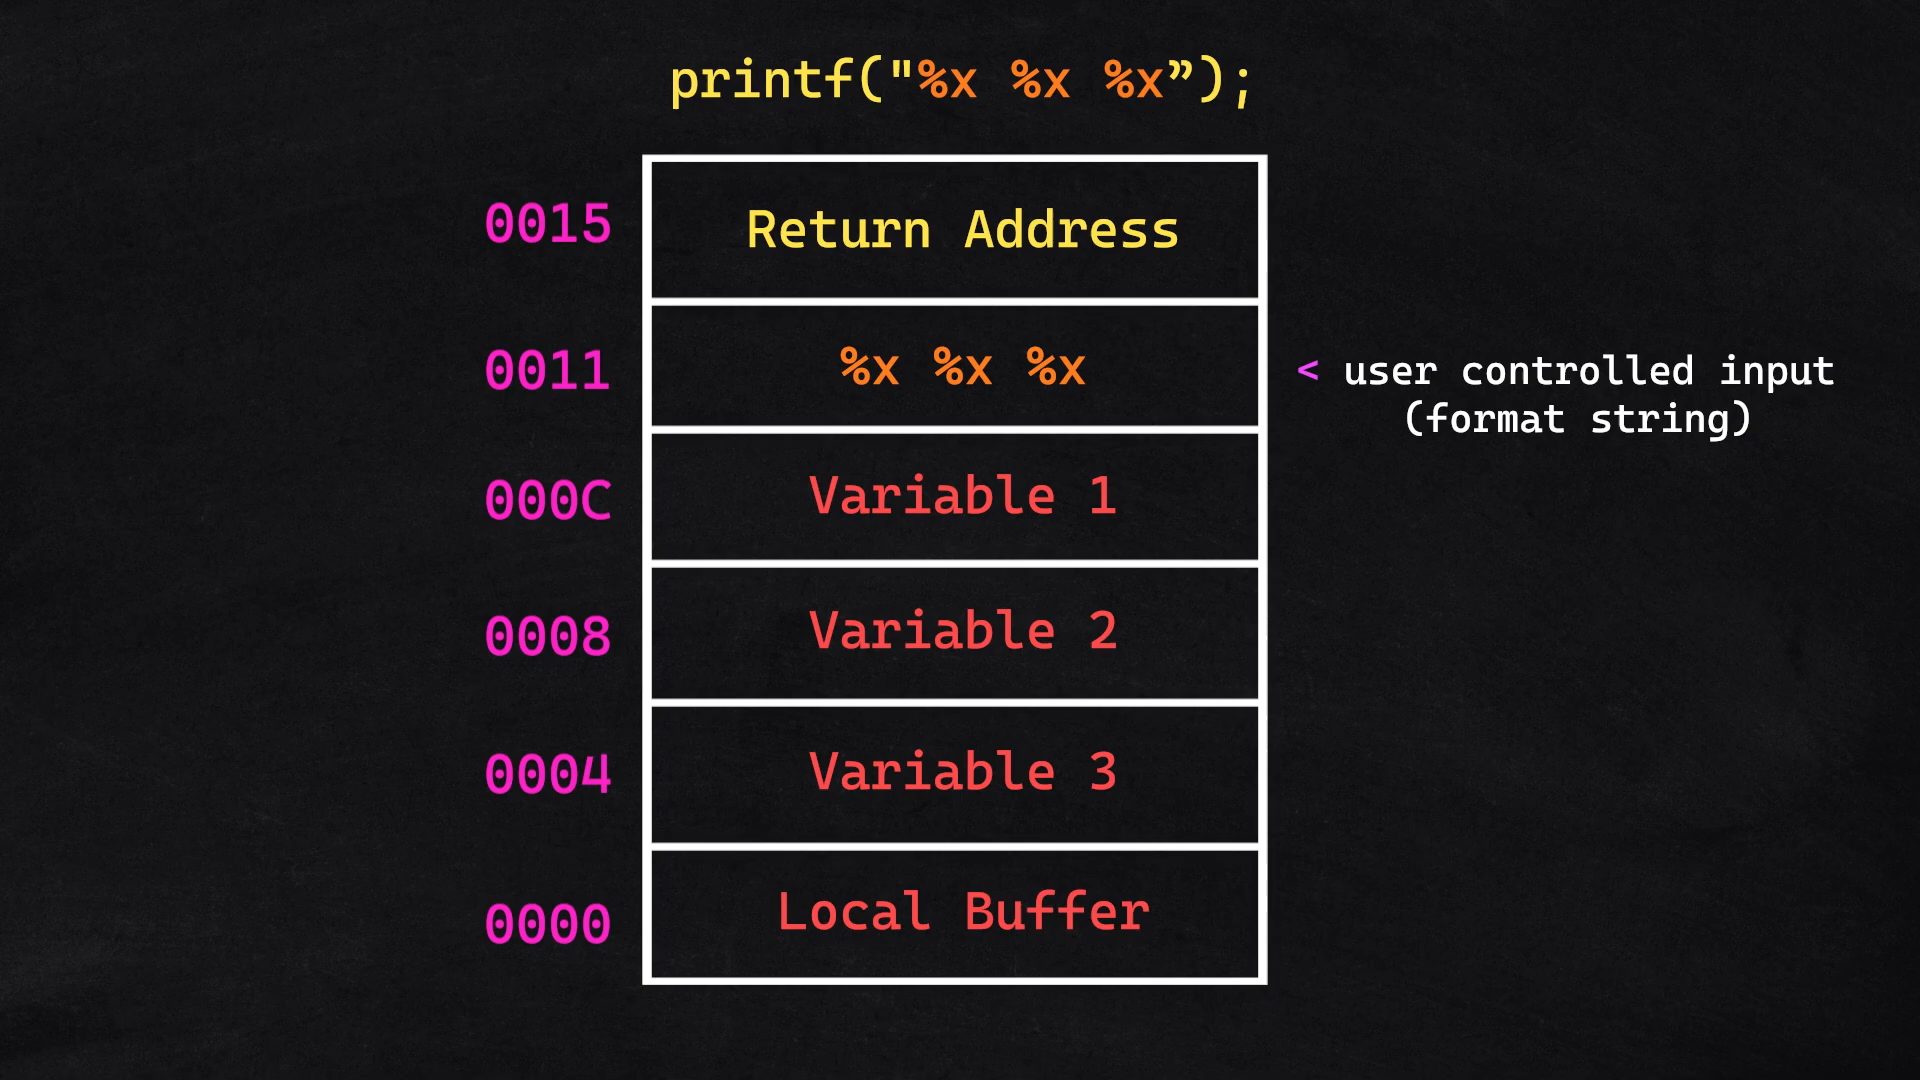 printf("%x %x %x”);
0015 Return Address
0011 %x %x %x < user controlled input
(format string)
000C Variable 1
0008 Variable 2
0004 Variable 3
0000 Local Buffer